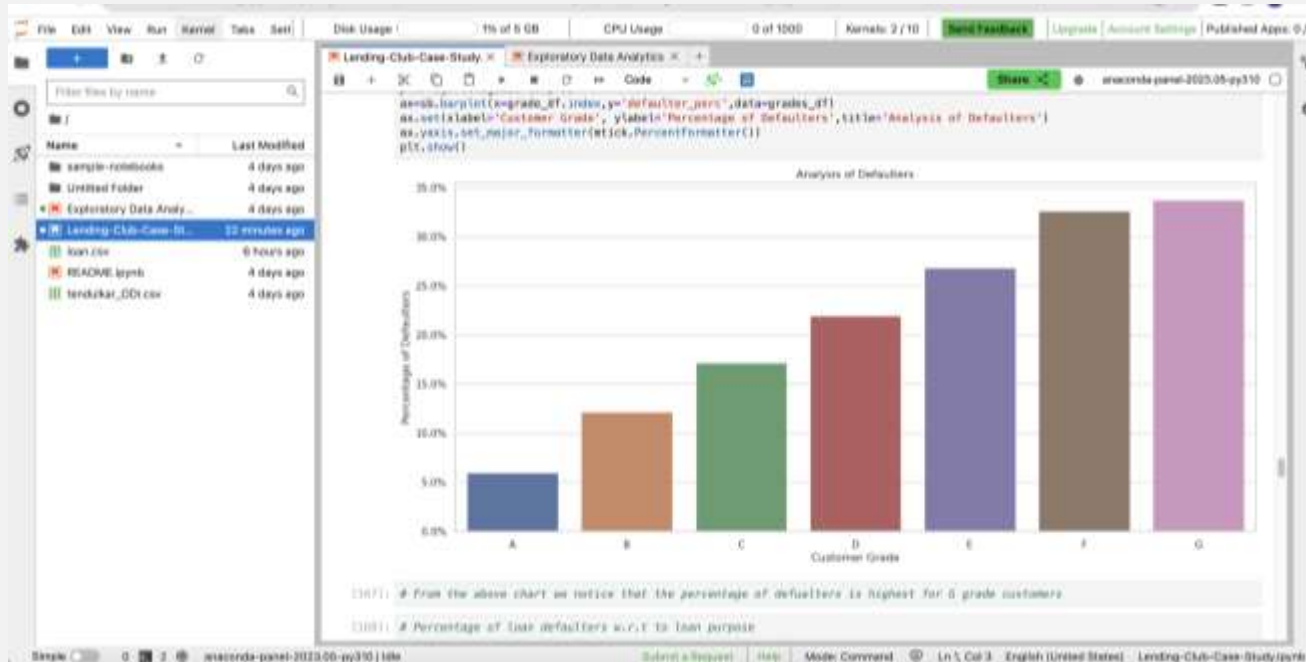 File Edit View Run Kernel Tabs Setti
Disk Usage 1% of 5 GB CPU Usage 0 of 1000 Kernels: 2 / 10 Send Feedback Upgrade Account Settings Published Apps: 0 /
Lending-Club-Case-Study. × Exploratory Data Analytics × +
Code Share anaconda-panel-2023.05-py310
Filter files by name
/
Name Last Modified
sample-notebooks 4 days ago
Untitled Folder 4 days ago
Exploratory Data Analy... 4 days ago
Lending-Club-Case-St... 22 minutes ago
loan.csv 6 hours ago
README.ipynb 4 days ago
tendulkar_ODI.csv 4 days ago
ax=sb.barplot(x=grade_df.index,y='defaulter_perc',data=grades_df)
ax.set(xlabel='Customer Grade', ylabel='Percentage of Defaulters',title='Analysis of Defaulters')
ax.yaxis.set_major_formatter(mtick.PercentFormatter())
plt.show()
Analysis of Defaulters
35.0%
30.0%
25.0%
20.0%
15.0%
10.0%
5.0%
0.0%
Percentage of Defaulters
A B C D E F G
Customer Grade
# From the above chart we notice that the percentage of defuelters is highest for G grade customers
# Percentage of loan defaulters w.r.t to loan purpose
Simple 0 2 anaconda-panel-2023.05-py310 | Idle Submit a Request Help Mode: Command Ln 1, Col 3 English (United States) Lending-Club-Case-Study.ipynb